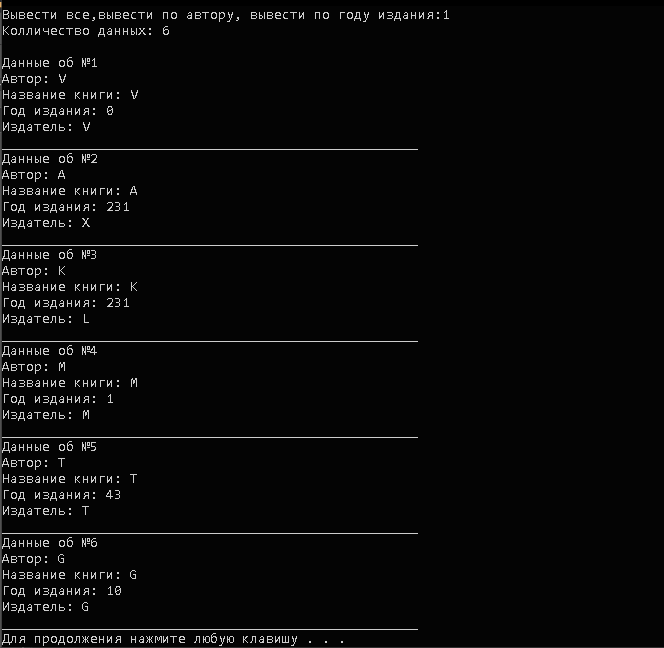 Вывести все,вывести по автору, вывести по году издания:1
Колличество данных: 6
Данные об №1
Автор: V
Название книги: V
Год издания: 0
Издатель: V
Данные об №2
Автор: A
Название книги: A
Год издания: 231
Издатель: X
Данные об №3
Автор: K
Название книги: K
Год издания: 231
Издатель: L
Данные об №4
Автор: M
Название книги: M
Год издания: 1
Издатель: M
Данные об №5
Автор: T
Название книги: T
Год издания: 43
Издатель: T
Данные об №6
Автор: G
Название книги: G
Год издания: 10
Издатель: G
Для продолжения нажмите любую клавишу . . .